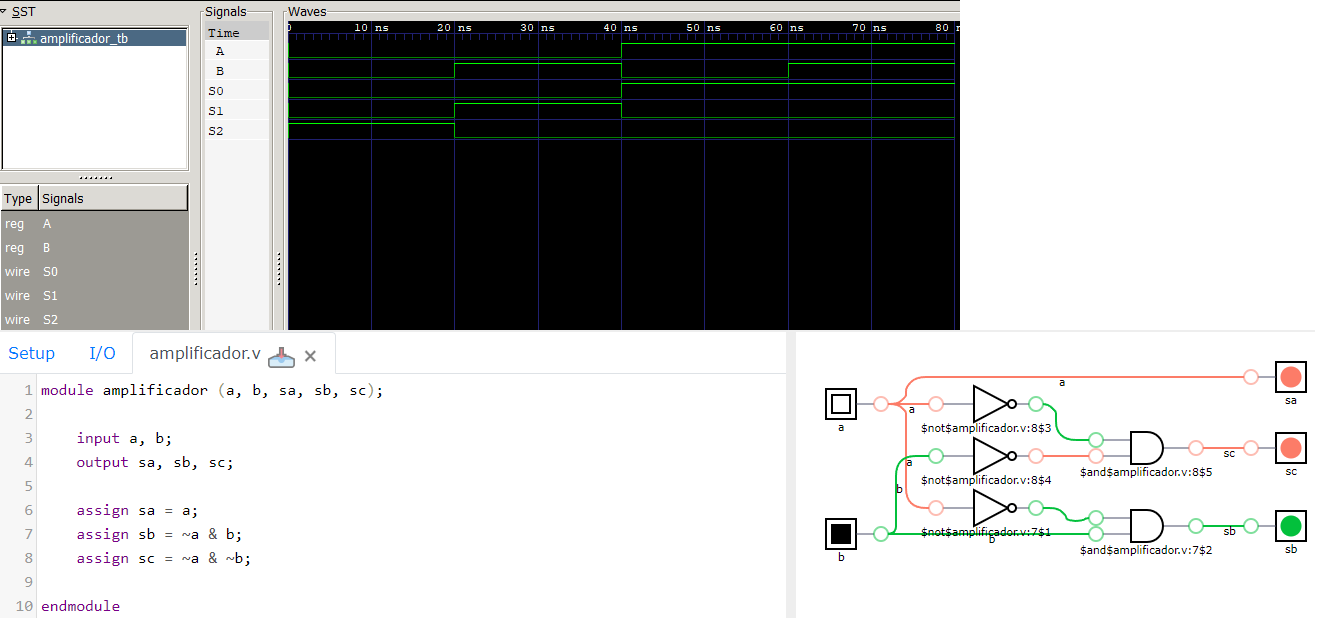 SST
amplificador_tb
Type Signals
reg A
reg B
wire S0
wire S1
wire S2
Signals
Time
A
B
S0
S1
S2
Waves
10 ns 20 ns 30 ns 40 ns 50 ns 60 ns 70 ns 80
Setup I/O amplificador.v
1 module amplificador (a, b, sa, sb, sc);
2
3 input a, b;
4 output sa, sb, sc;
5
6 assign sa = a;
7 assign sb = ~a & b;
8 assign sc = ~a & ~b;
9
10 endmodule
a
sa
a
a
$not$amplificador.v:8$3
a
sc
sc
$and$amplificador.v:8$5
$not$amplificador.v:8$4
b
$not$amplificador.v:7$1
b
b
sb
sb
$and$amplificador.v:7$2